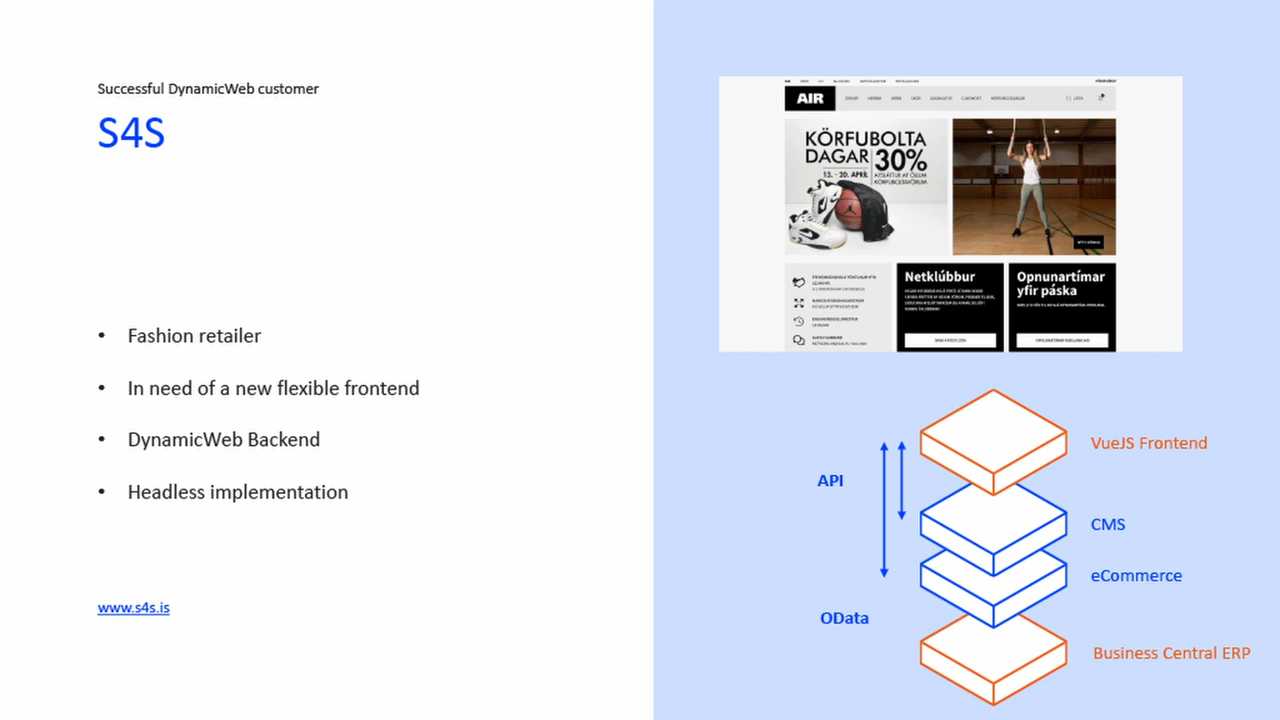 Successful DynamicWeb customer
S4S
• Fashion retailer
• In need of a new flexible frontend
• DynamicWeb Backend
• Headless implementation
www.s4s.is
AIR
KÖRFUBOLTA
DAGAR 30%
13. - 20. APRÍL
AFSLÁTTUR AF ÖLLUM
KÖRFUBOLTAVÖRUM
Netklúbbur
Opnunartímar
yfir páska
API
OData
VueJS Frontend
CMS
eCommerce
Business Central ERP